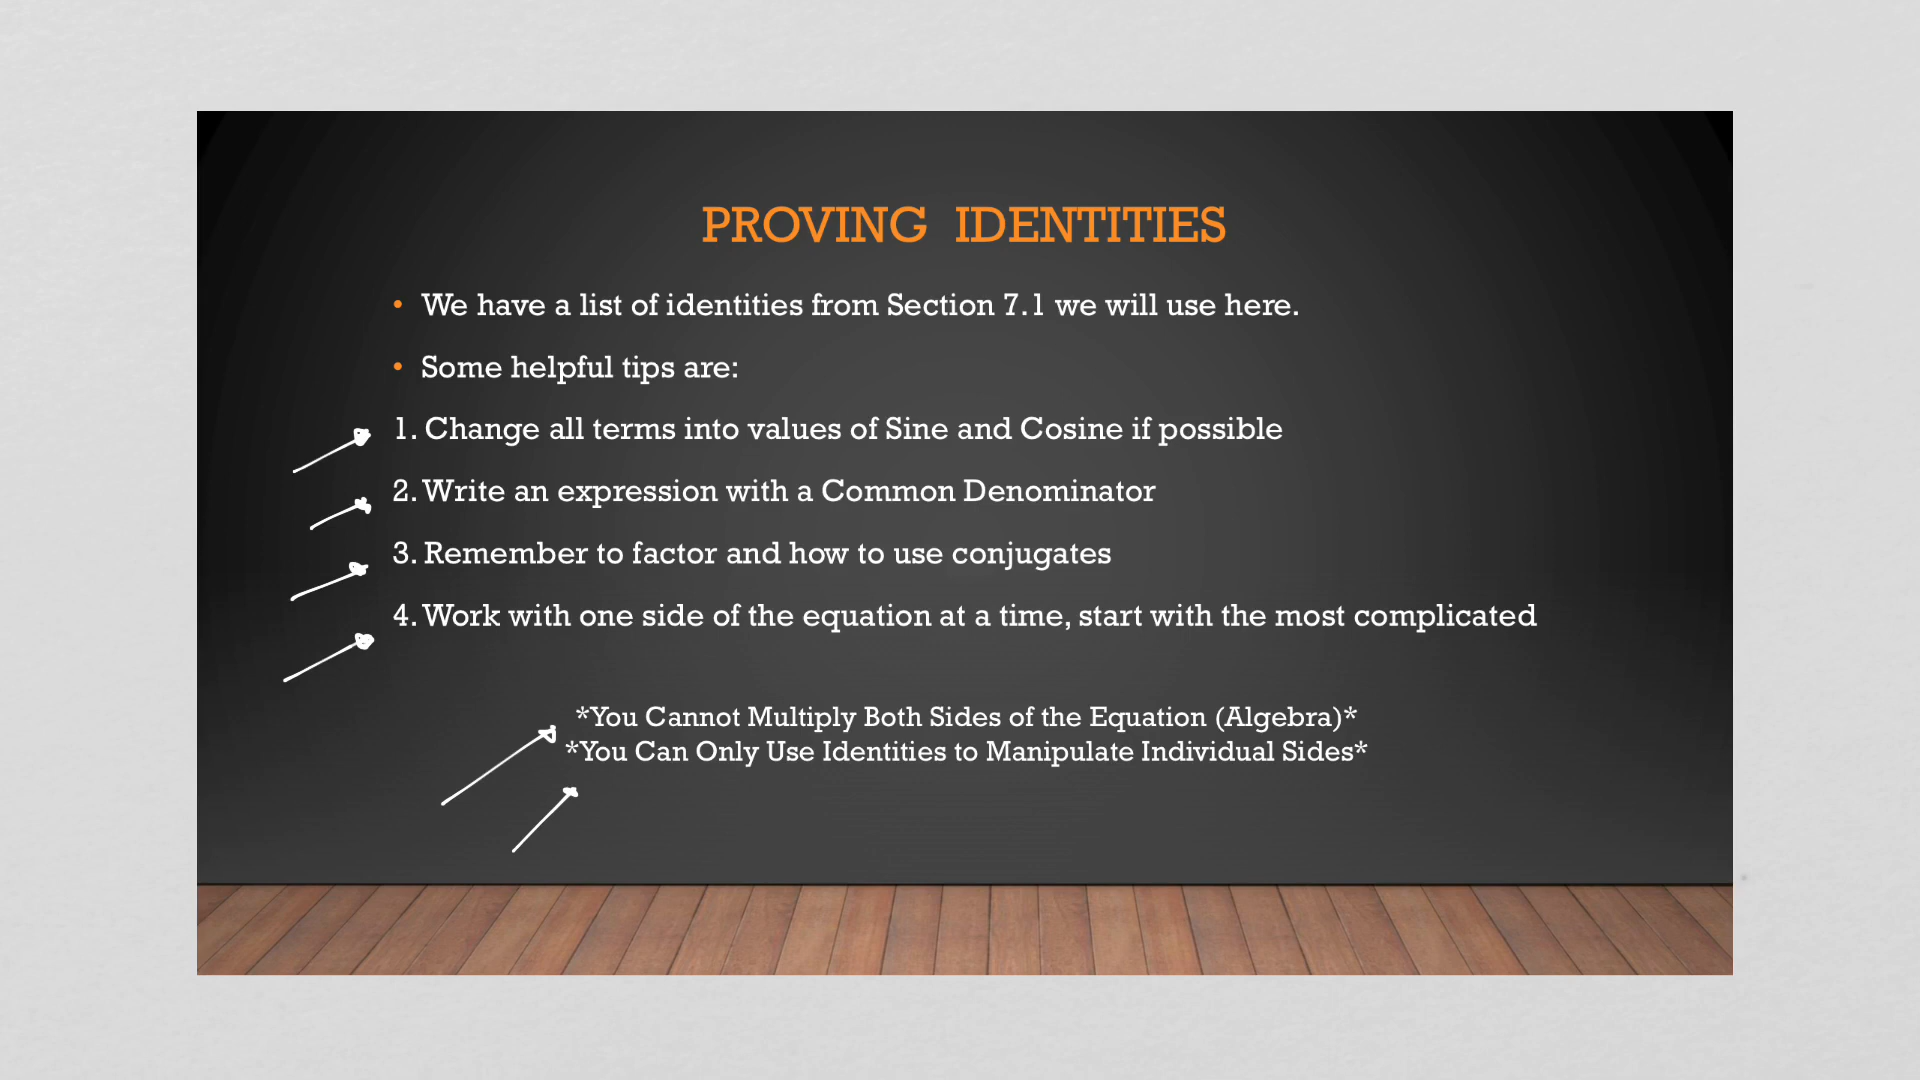 PROVING IDENTITIES
• We have a list of identities from Section 7.1 we will use here.
• Some helpful tips are:
1. Change all terms into values of Sine and Cosine if possible
2. Write an expression with a Common Denominator
3. Remember to factor and how to use conjugates
4. Work with one side of the equation at a time, start with the most complicated
*You Cannot Multiply Both Sides of the Equation (Algebra)*
*You Can Only Use Identities to Manipulate Individual Sides*